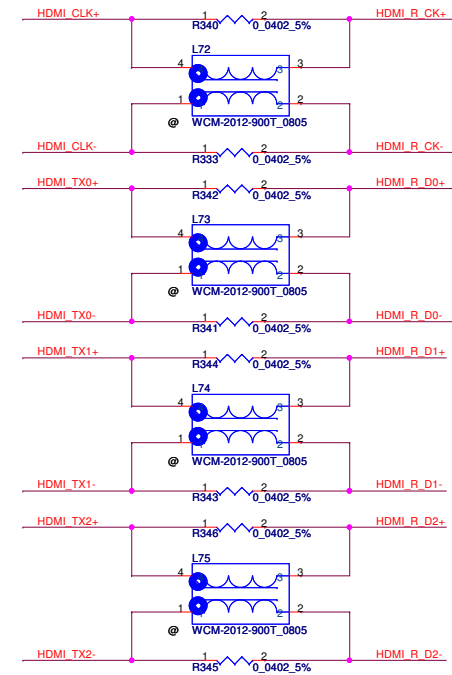 HDMI_CLK+ 1 2 HDMI_R_CK+
R340 0_0402_5%
L72
4 3 3
1 2 2
@ WCM-2012-900T_0805
HDMI_CLK- 1 2 HDMI_R_CK-
R333 0_0402_5%
HDMI_TX0+ 1 2 HDMI_R_D0+
R342 0_0402_5%
L73
4 3 3
1 2 2
@ WCM-2012-900T_0805
HDMI_TX0- 1 2 HDMI_R_D0-
R341 0_0402_5%
HDMI_TX1+ 1 2 HDMI_R_D1+
R344 0_0402_5%
L74
4 3 3
1 2 2
@ WCM-2012-900T_0805
HDMI_TX1- 1 2 HDMI_R_D1-
R343 0_0402_5%
HDMI_TX2+ 1 2 HDMI_R_D2+
R346 0_0402_5%
L75
4 3 3
1 2 2
@ WCM-2012-900T_0805
HDMI_TX2- 1 2 HDMI_R_D2-
R345 0_0402_5%